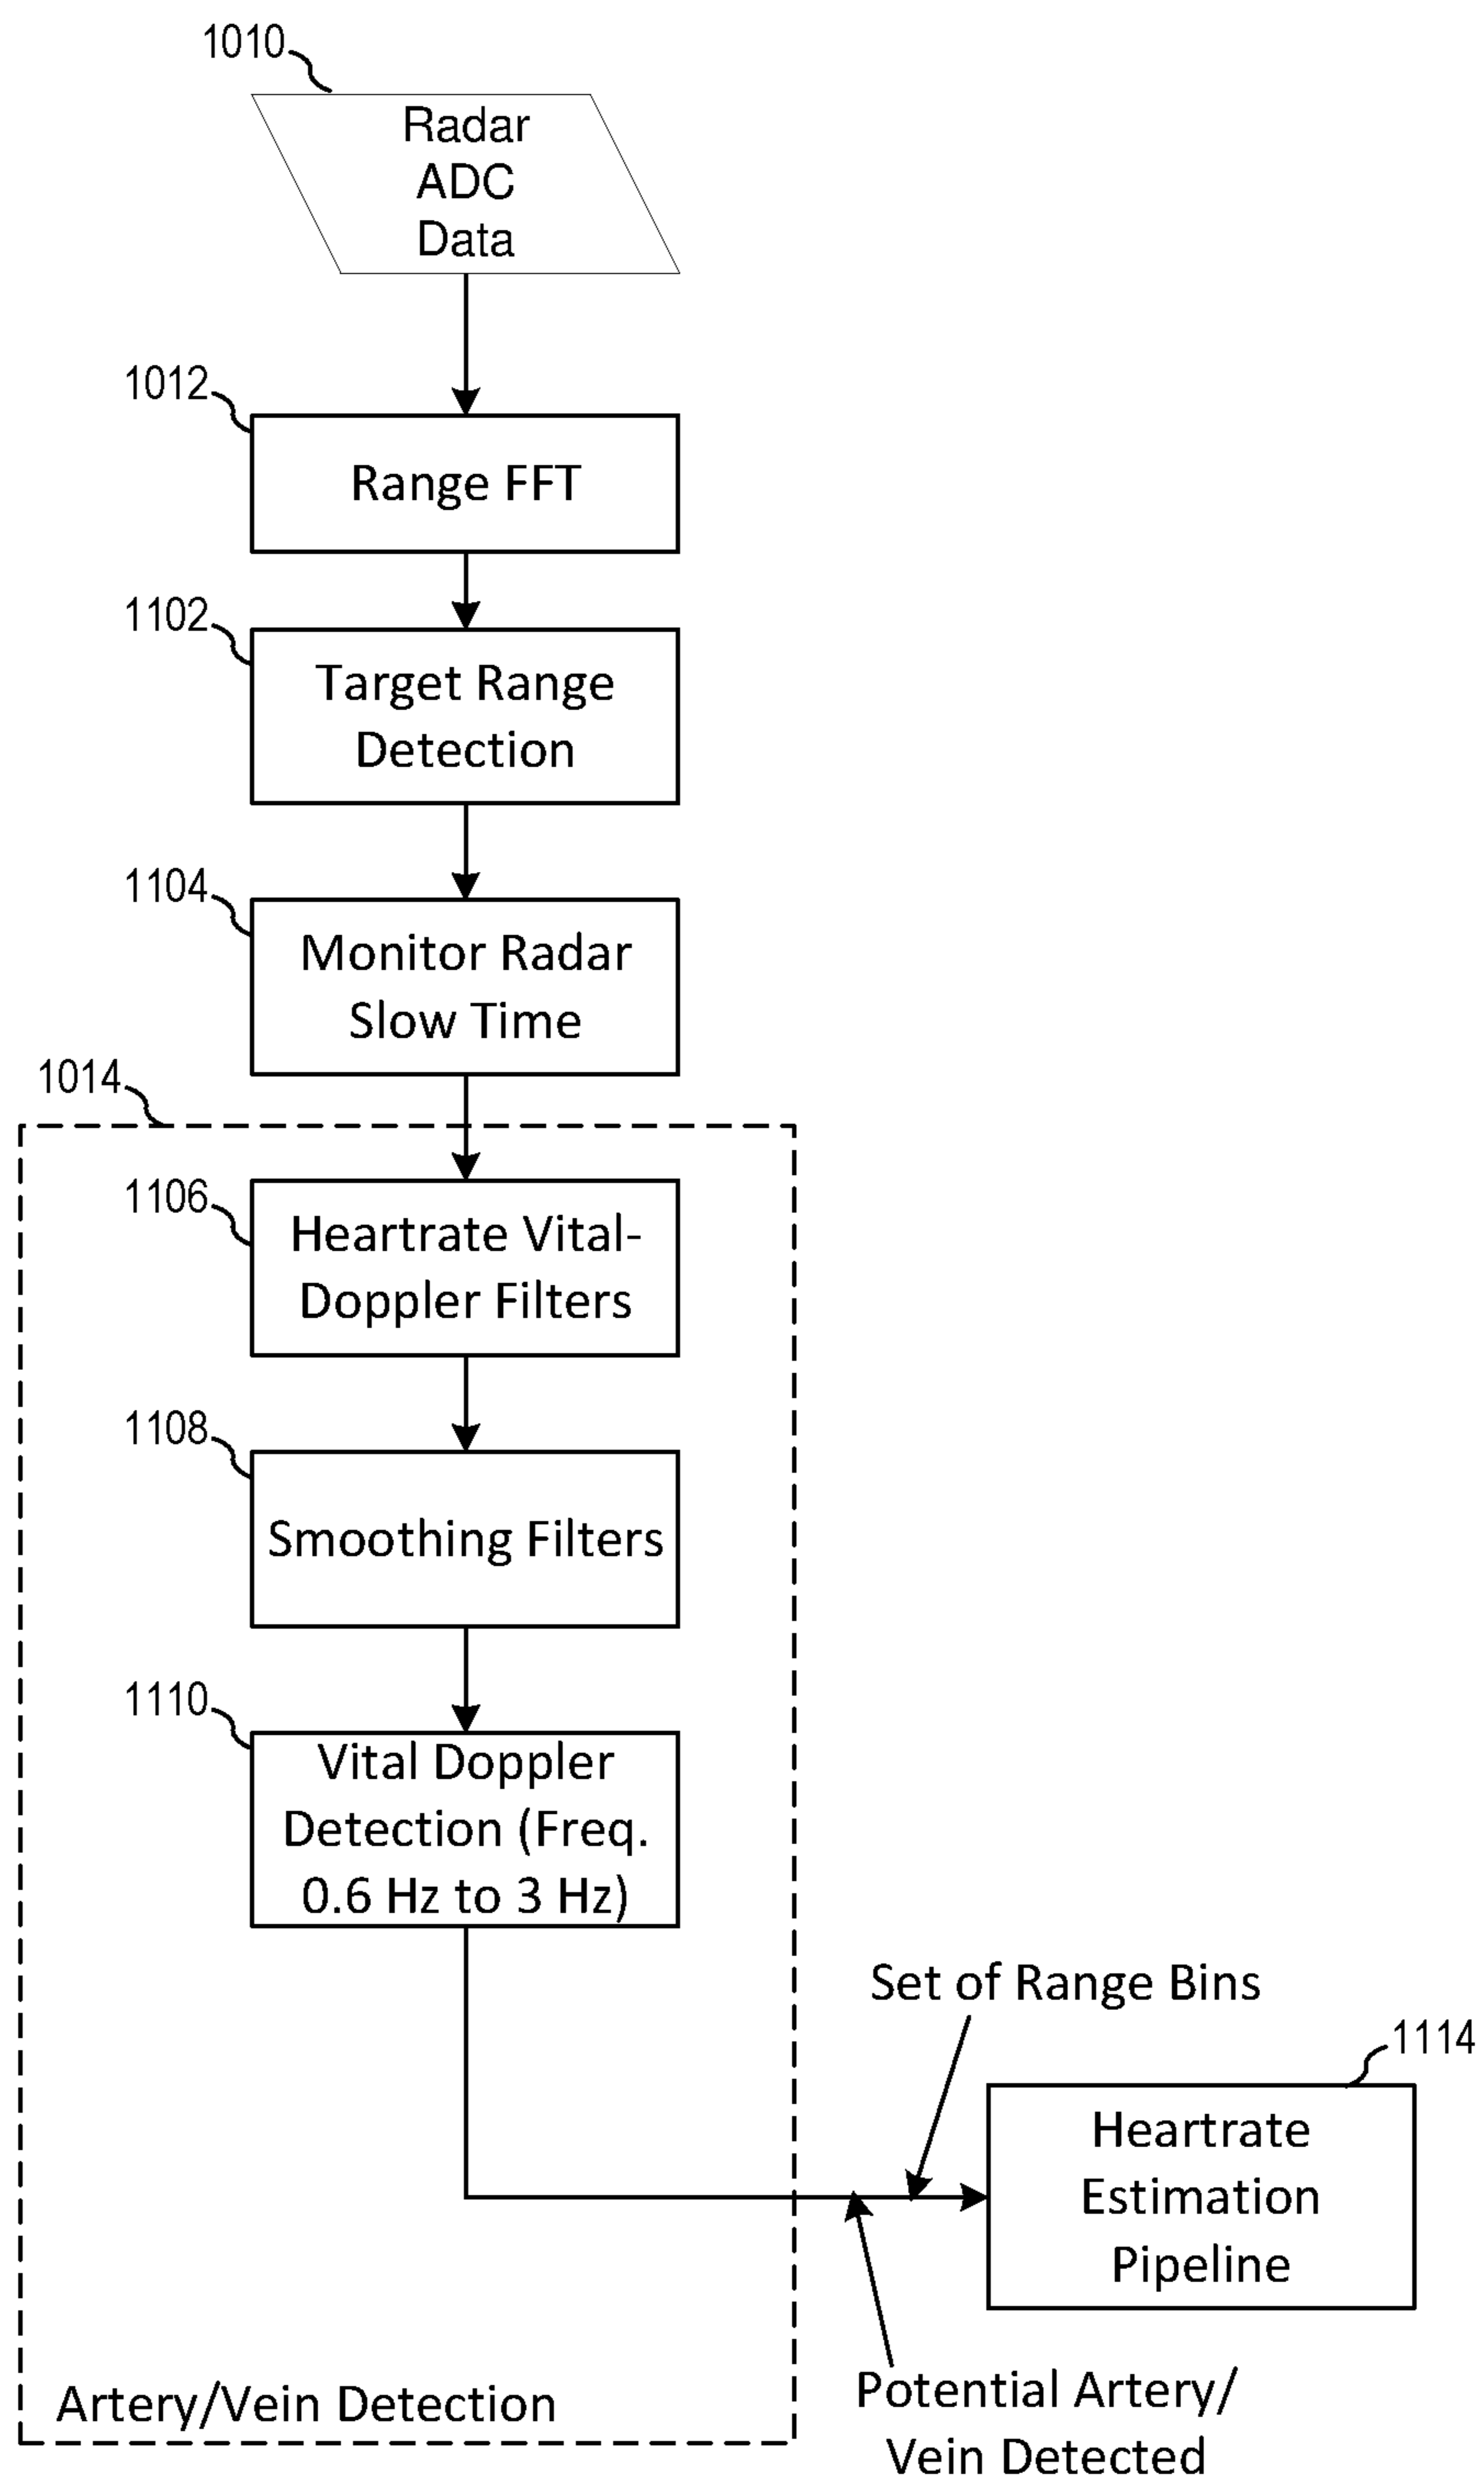 1010
Radar
ADC
Data
1012
Range FFT
1102
Target Range
Detection
1104
Monitor Radar
Slow Time
1014
1106
Heartrate Vital-
Doppler Filters
1108
Smoothing Filters
1110
Vital Doppler
Detection (Freq.
0.6 Hz to 3 Hz)
Set of Range Bins
1114
Heartrate
Estimation
Pipeline
Potential Artery/
Vein Detected
Artery/Vein Detection